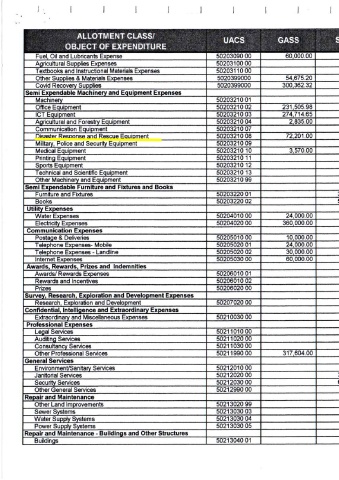 ALLOTMENT CLASS/ OBJECT OF EXPENDITURE UACS GASS S
Fuel, Oil and Lubricants Expense 50203090 00 60,000.00
Agricultural Supplies Expenses 50203100 00
Textbooks and Instructional Materials Expenses 50203110 00
Other Supplies & Materials Expenses 50203990 00 54,675.20
Covid Recovery Supplies 50203990 00 300,362.32
Semi Expendable Machinery and Equipment Expenses
Machinery 50203210 01
Office Equipment 50203210 02 231,505.98
ICT Equipment 50203210 03 274,714.65
Agricultural and Forestry Equipment 50203210 04 2,835.00
Communication Equipment 50203210 07
Disaster Response and Rescue Equipment 50203210 08 72,201.00
Military, Police and Security Equipment 50203210 09
Medical Equipment 50203210 10 3,570.00
Printing Equipment 50203210 11
Sports Equipment 50203210 12
Technical and Scientific Equipment 50203210 13
Other Machinery and Equipment 50203210 99
Semi Expendable Furniture and Fixtures and Books
Furniture and Fixtures 50203220 01
Books 50203220 02
Utility Expenses
Water Expenses 50204010 00 24,000.00
Electricity Expenses 50204020 00 360,000.00
Communication Expenses
Postage & Deliveries 50205010 00 10,000.00
Telephone Expenses- Mobile 50205020 01 24,000.00
Telephone Expenses - Landline 50205020 02 30,000.00
Internet Expenses 50205030 00 60,000.00
Awards, Rewards, Prizes and Indemnities
Awards/ Rewards Expenses 50206010 01
Rewards and Incentives 50206010 02
Prizes 50206020 00
Survey, Research, Exploration and Development Expenses
Research, Exploration and Development 50207020 00
Confidential, Intelligence and Extraordinary Expenses
Extraordinary and Miscellaneous Expenses 50210030 00
Professional Expenses
Legal Services 50211010 00
Auditing Services 50211020 00
Consultancy Services 50211030 00
Other Professional Services 50211990 00 317,604.00
General Services
Environment/Sanitary Services 50212010 00
Janitorial Services 50212020 00
Security Services 50212030 00
Other General Services 50212990 00
Repair and Maintenance
Other Land Improvements 50213020 99
Sewer Systems 50213030 03
Water Supply Systems 50213030 04
Power Supply Systems 50213030 05
Repair and Maintenance - Buildings and Other Structures
Buildings 50213040 01